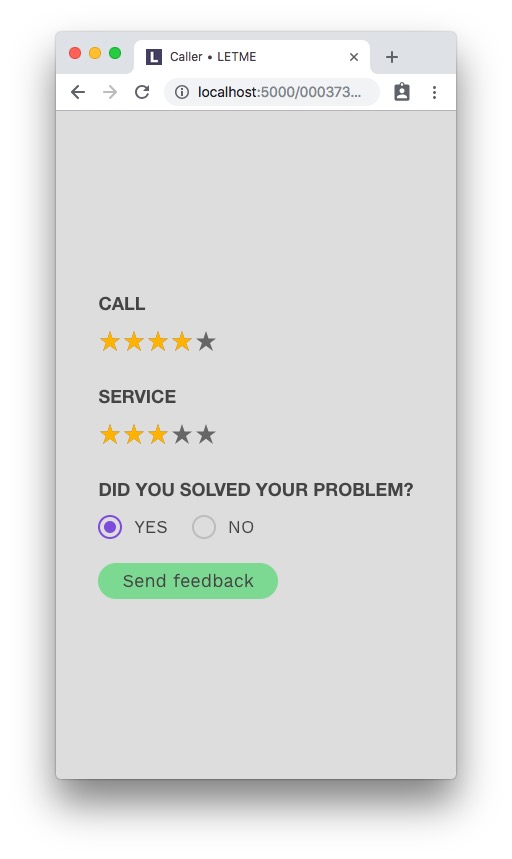 L Caller • LETME
localhost:5000/000373...
CALL
SERVICE
DID YOU SOLVED YOUR PROBLEM?
YES NO
Send feedback